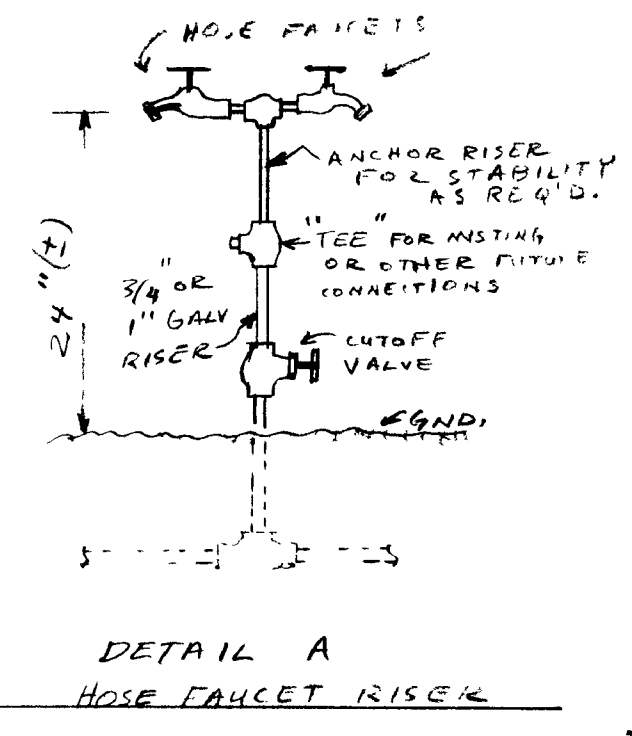 HOSE FAUCETS
ANCHOR RISER
FOR STABILITY
AS REQ'D.
"TEE" FOR MISTING
OR OTHER FUTURE
CONNECTIONS
3/4" OR
1" GALV
RISER
24"(±)
CUTOFF
VALVE
GND.
DETAIL A
HOSE FAUCET RISER